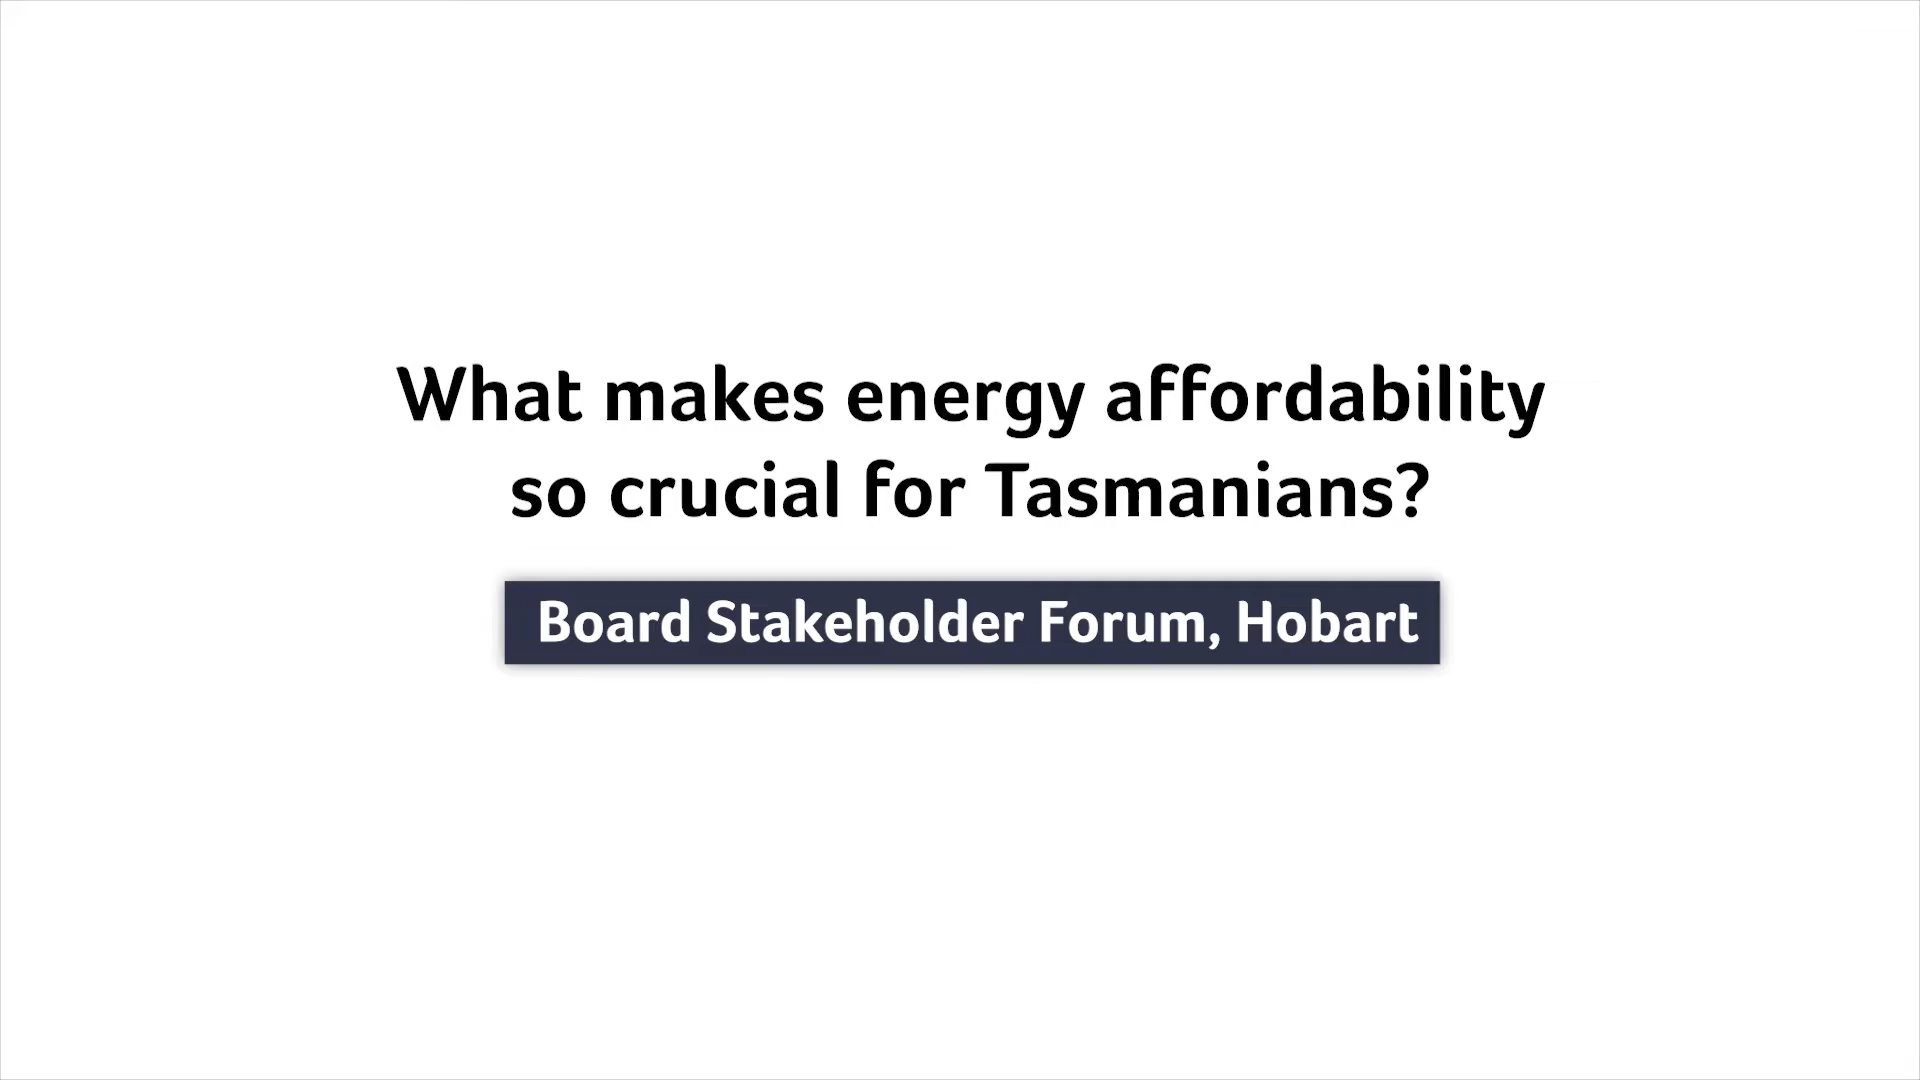 What makes energy affordability
so crucial for Tasmanians?
Board Stakeholder Forum, Hobart